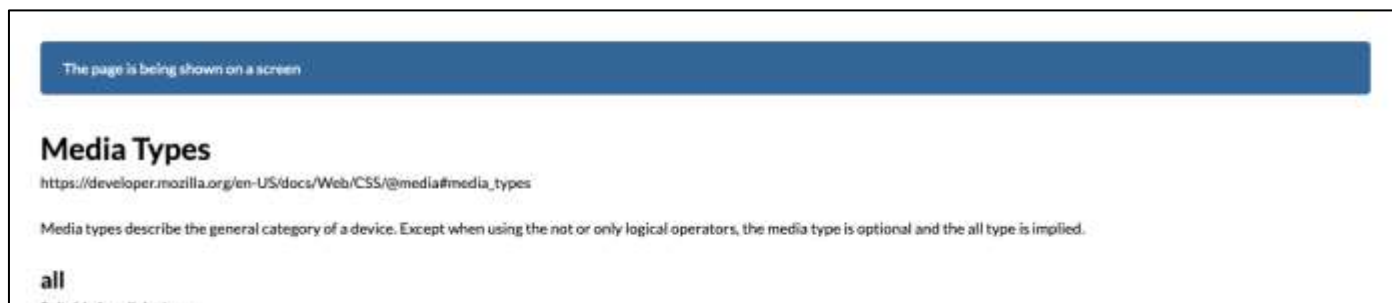 The page is being shown on a screen
Media Types
https://developer.mozilla.org/en-US/docs/Web/CSS/@media#media_types
Media types describe the general category of a device. Except when using the not or only logical operators, the media type is optional and the all type is implied.
all